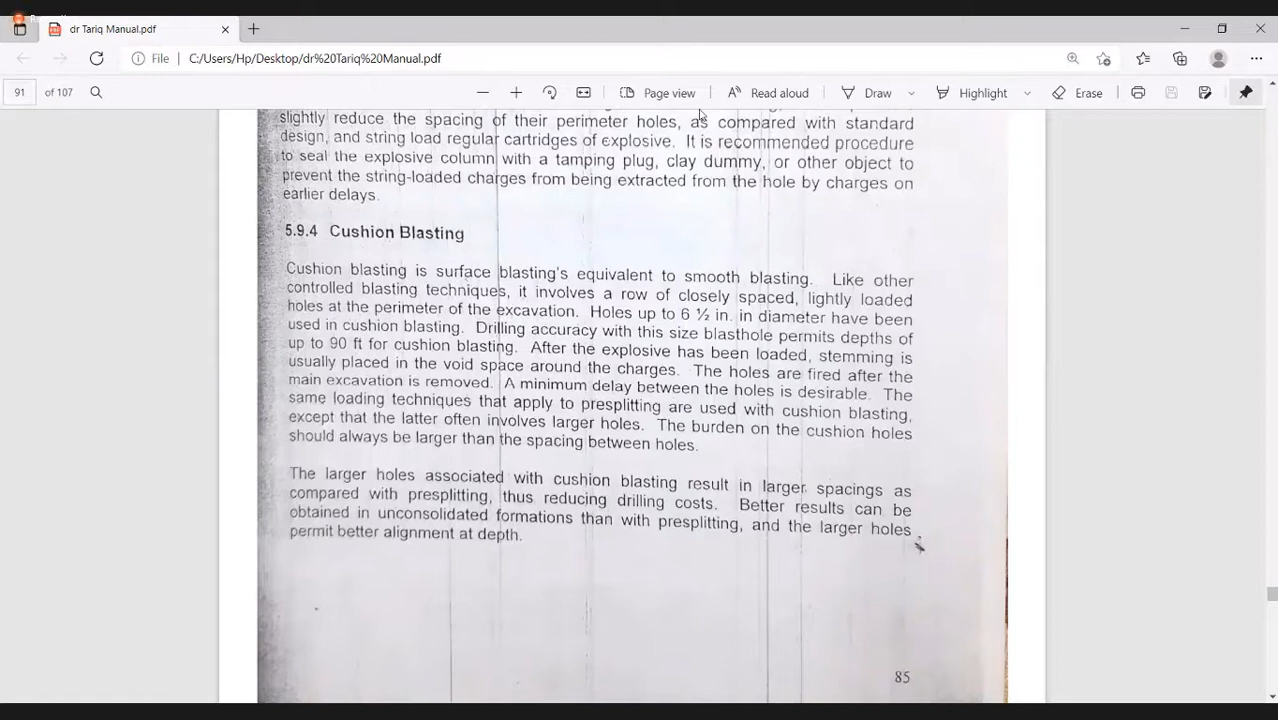 dr Tariq Manual.pdf
File
C:/Users/Hp/Desktop/dr%20Tariq%20Manual.pdf
91 of 107
Page view
Read aloud
Draw
Highlight
Erase
slightly reduce the spacing of their perimeter holes, as compared with standard
design, and string load regular cartridges of explosive. It is recommended procedure
to seal the explosive column with a tamping plug, clay dummy, or other object to
prevent the string-loaded charges from being extracted from the hole by charges on
earlier delays.
5.9.4 Cushion Blasting
Cushion blasting is surface blasting's equivalent to smooth blasting. Like other
controlled blasting techniques, it involves a row of closely spaced, lightly loaded
holes at the perimeter of the excavation. Holes up to 6 ½ in. in diameter have been
used in cushion blasting. Drilling accuracy with this size blasthole permits depths of
up to 90 ft for cushion blasting. After the explosive has been loaded, stemming is
usually placed in the void space around the charges. The holes are fired after the
main excavation is removed. A minimum delay between the holes is desirable. The
same loading techniques that apply to presplitting are used with cushion blasting,
except that the latter often involves larger holes. The burden on the cushion holes
should always be larger than the spacing between holes.
The larger holes associated with cushion blasting result in larger spacings as
compared with presplitting, thus reducing drilling costs. Better results can be
obtained in unconsolidated formations than with presplitting, and the larger holes
permit better alignment at depth.
85